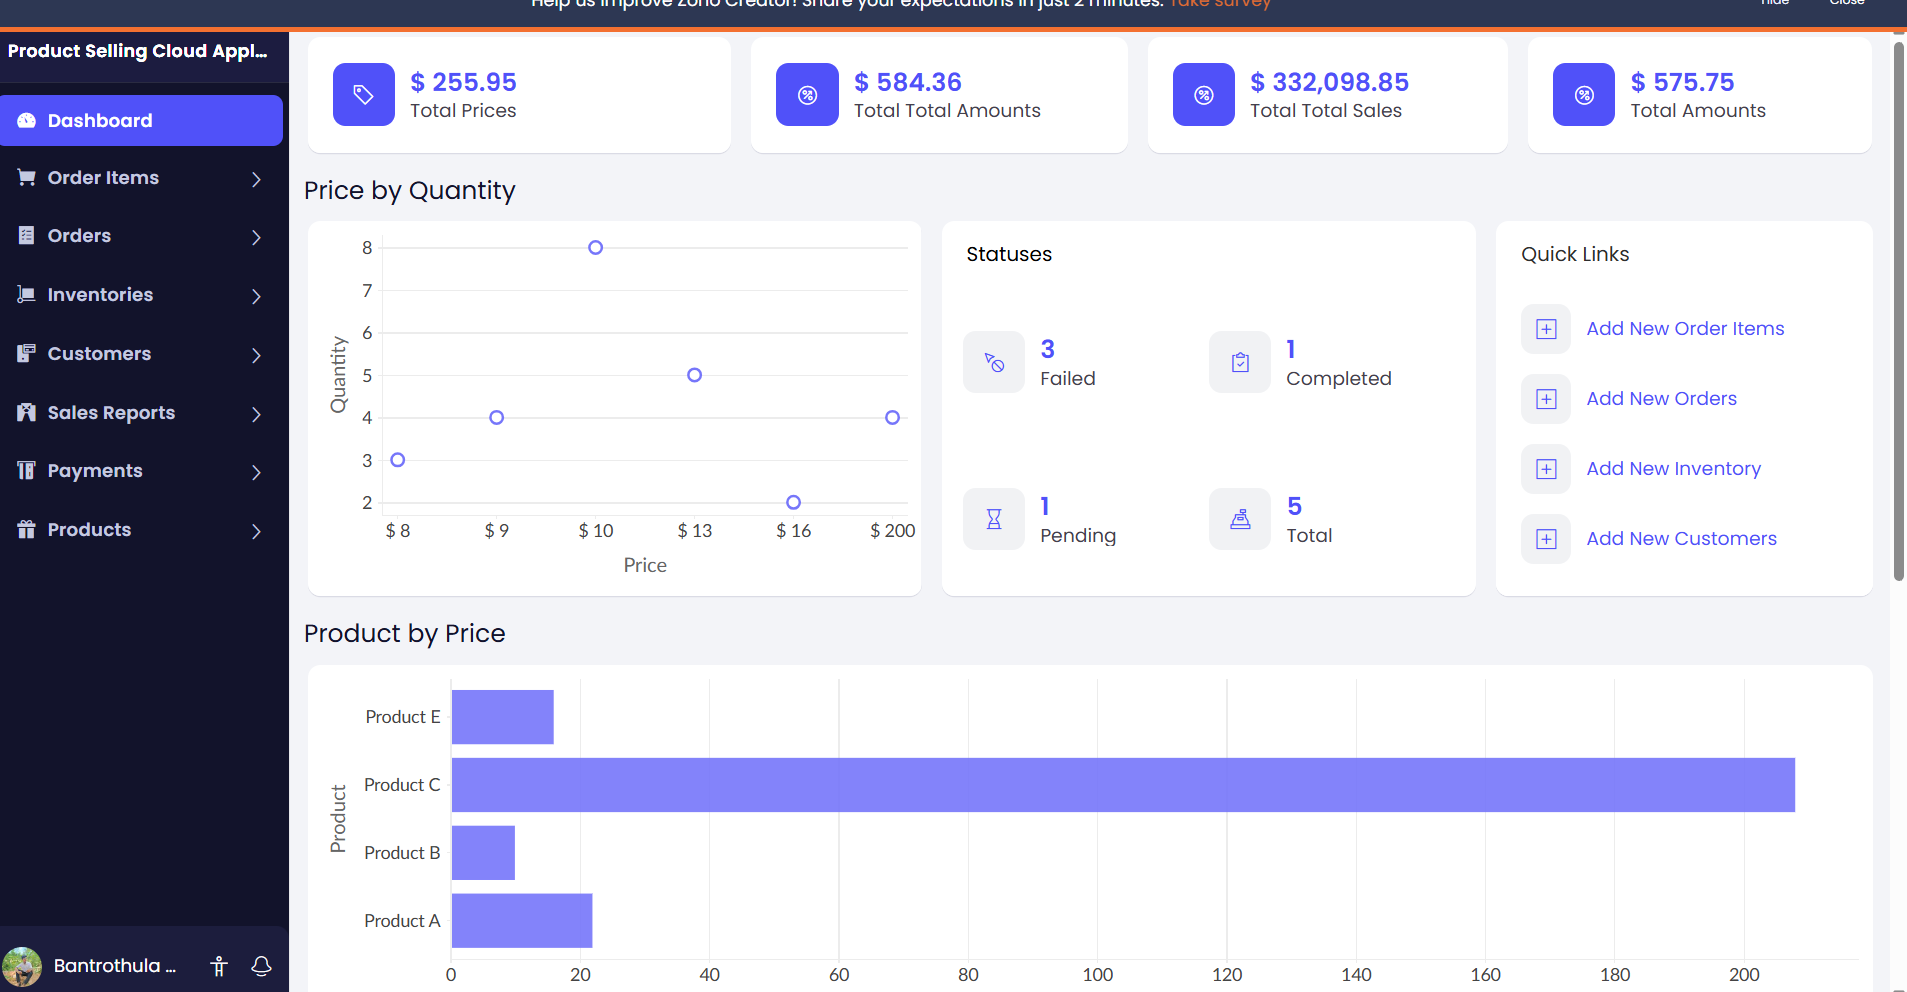 Help us improve Zoho Creator! Share your expectations in just 2 minutes. Take survey
Hide
Close
Product Selling Cloud Appl...
Dashboard
Order Items
Orders
Inventories
Customers
Sales Reports
Payments
Products
Bantrothula ...
$ 255.95
Total Prices
$ 584.36
Total Total Amounts
$ 332,098.85
Total Total Sales
$ 575.75
Total Amounts
Price by Quantity
Quantity
8
7
6
5
4
3
2
$ 8
$ 9
$ 10
$ 13
$ 16
$ 200
Price
Statuses
3
Failed
1
Completed
1
Pending
5
Total
Quick Links
Add New Order Items
Add New Orders
Add New Inventory
Add New Customers
Product by Price
Product
Product E
Product C
Product B
Product A
0
20
40
60
80
100
120
140
160
180
200